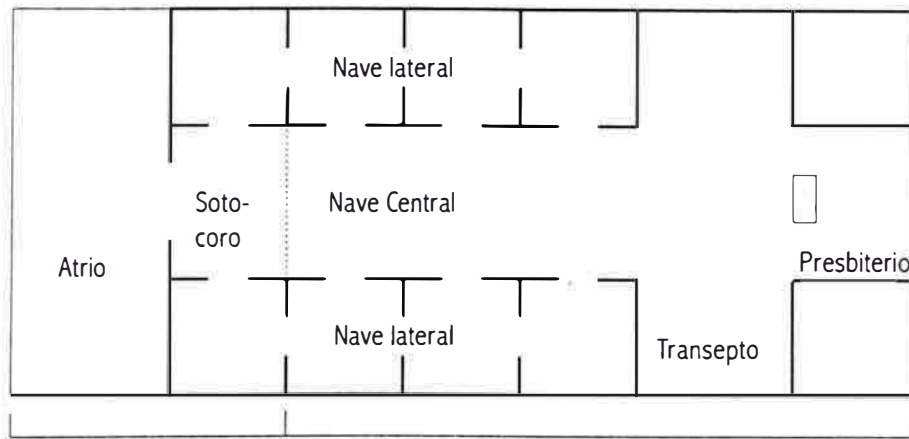 Nave lateral
Soto-
coro
Nave Central
Atrio
Presbiterio
Nave lateral
Transepto